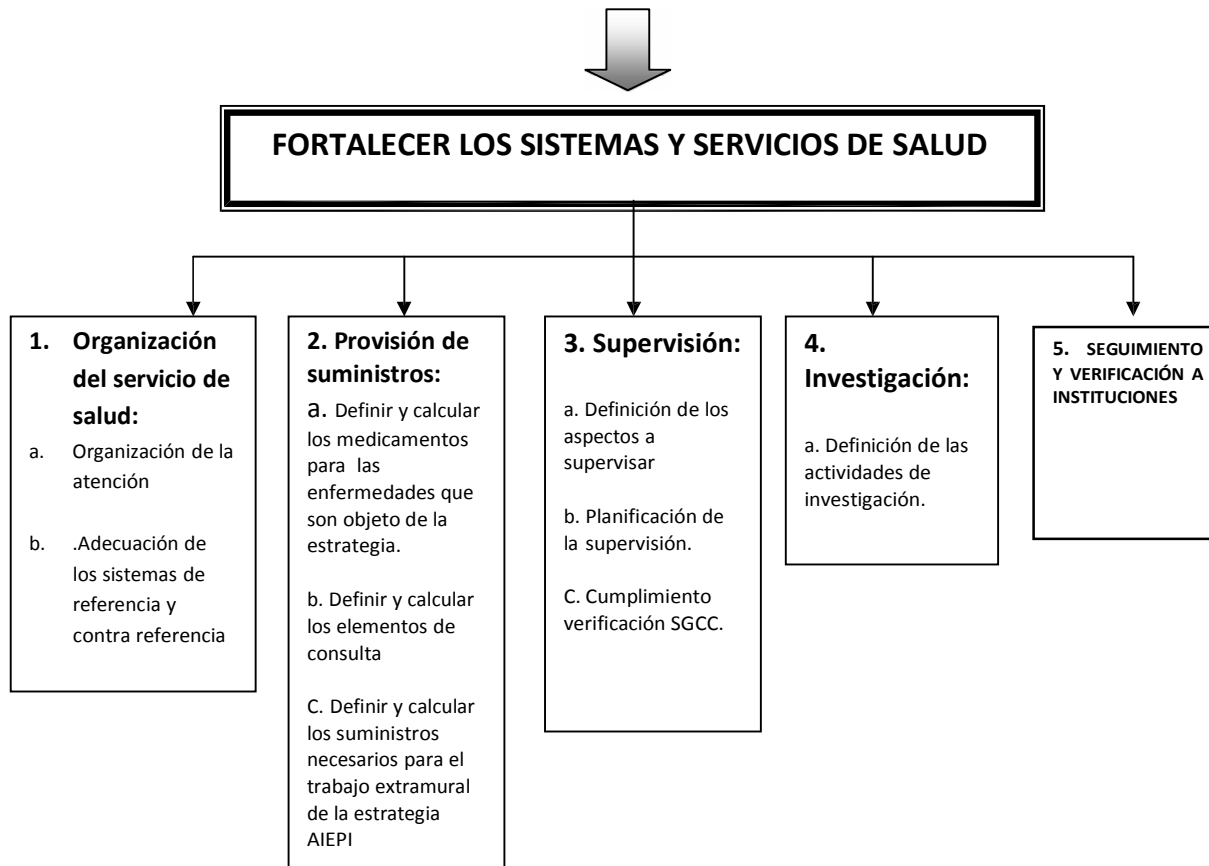 FORTALECER LOS SISTEMAS Y SERVICIOS DE SALUD
1. Organización
del servicio de
salud:
a. Organización de la
atención
b. .Adecuación de
los sistemas de
referencia y
contra referencia
2. Provisión de
suministros:
a. Definir y calcular
los medicamentos
para las
enfermedades que
son objeto de la
estrategia.
b. Definir y calcular
los elementos de
consulta
C. Definir y calcular
los suministros
necesarios para el
trabajo extramural
de la estrategia
AIEPI
3. Supervisión:
a. Definición de los
aspectos a
supervisar
b. Planificación de
la supervisión.
C. Cumplimiento
verificación SGCC.
4.
Investigación:
a. Definición de las
actividades de
investigación.
5. SEGUIMIENTO
Y VERIFICACIÓN A
INSTITUCIONES